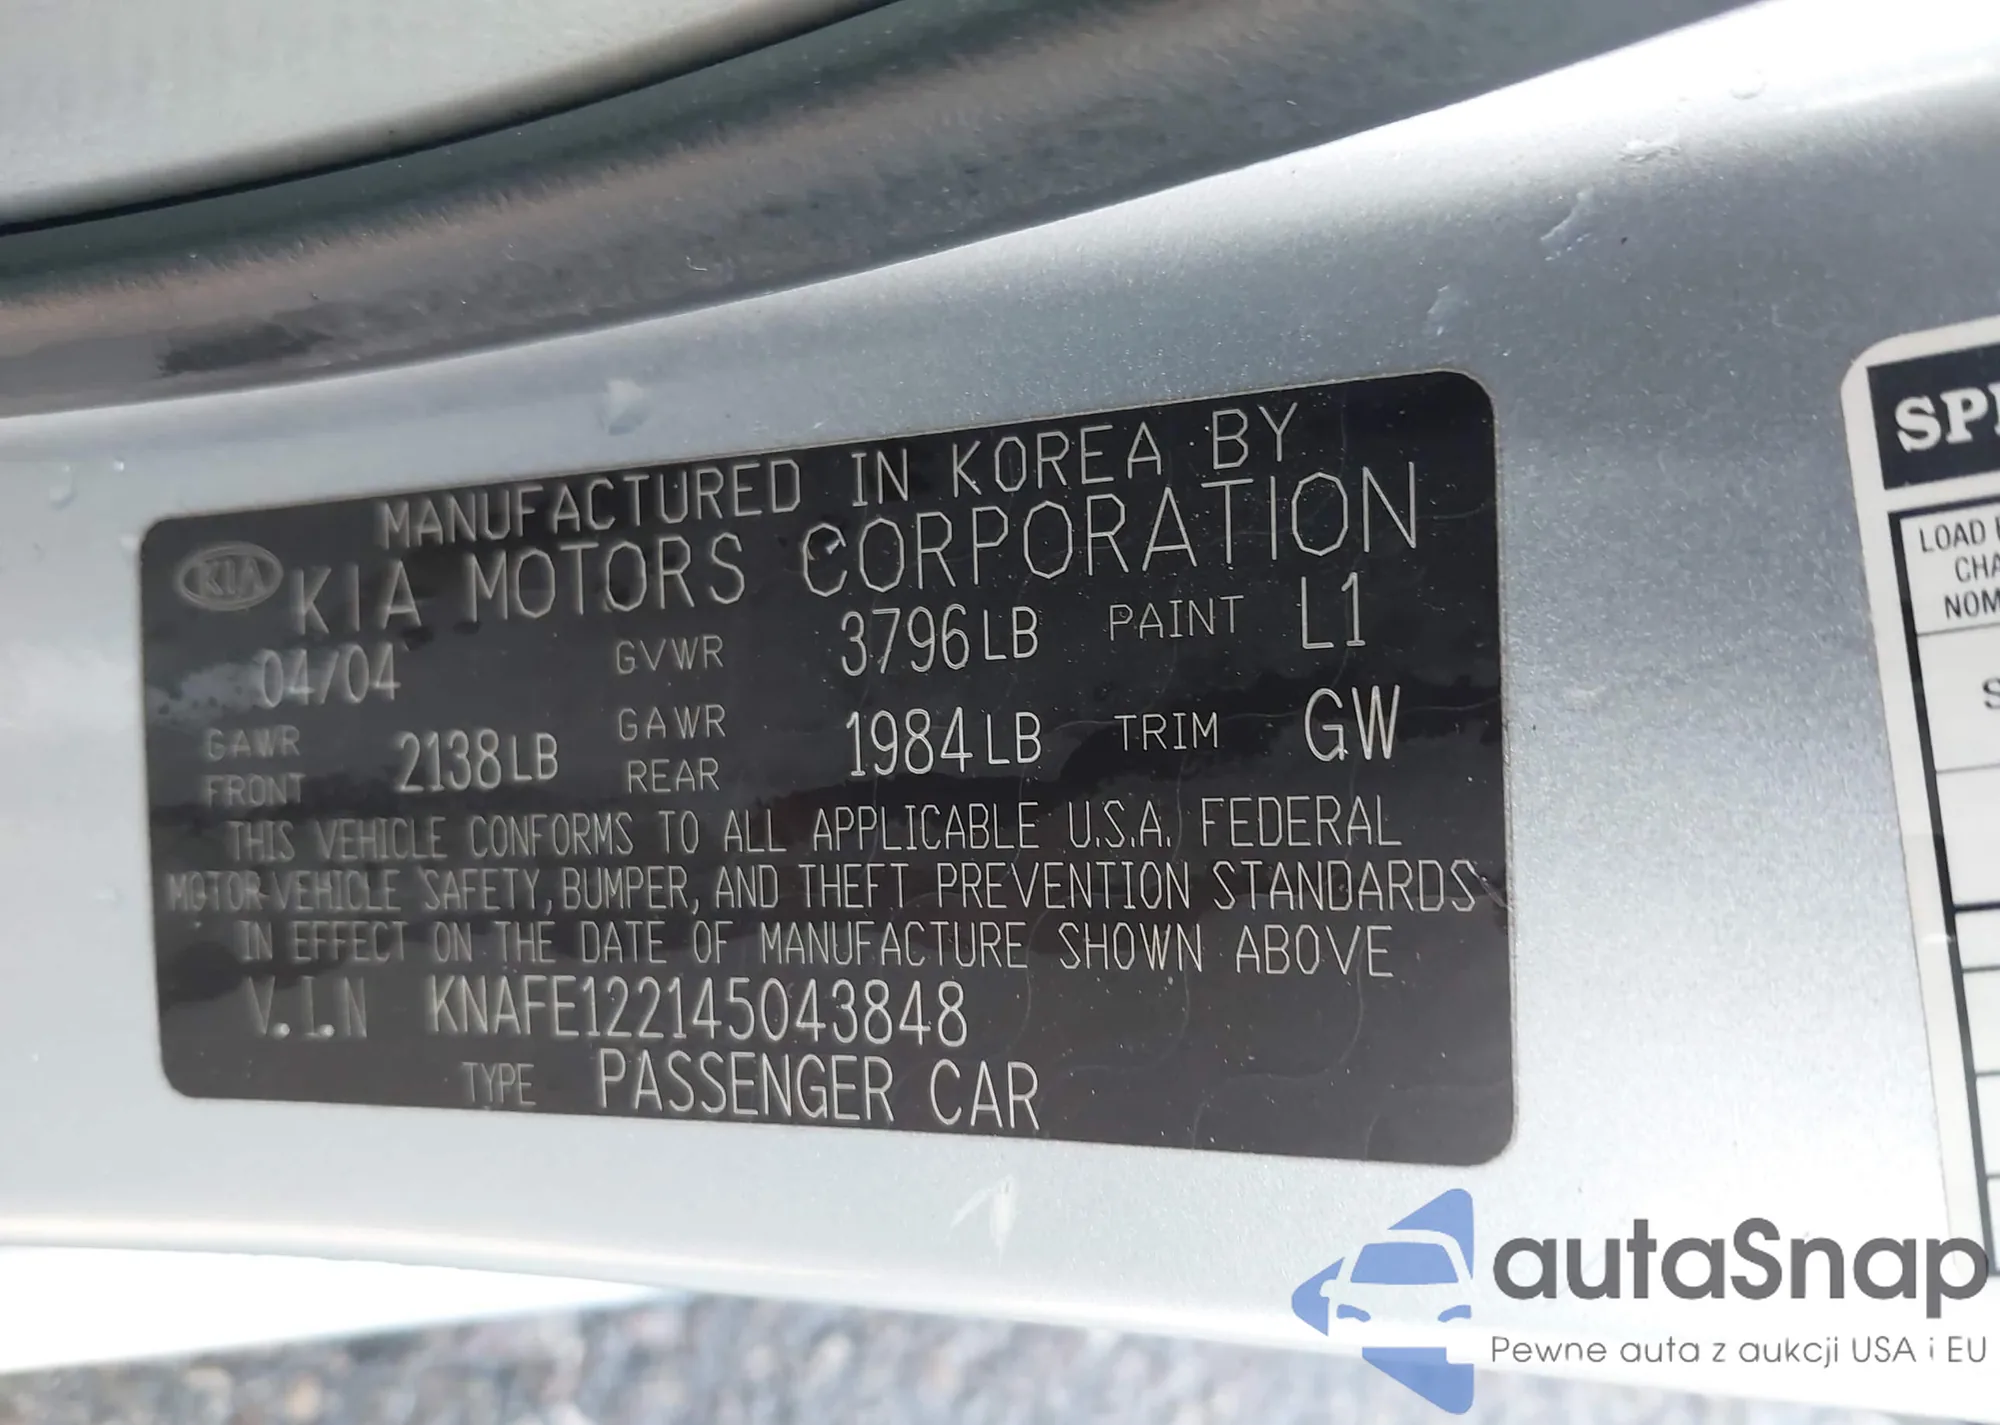 MANUFACTURED IN KOREA BY
KIA KIA MOTORS CORPORATION
04/04 GVWR 3796LB PAINT L1
GAWR FRONT 2138LB GAWR REAR 1984LB TRIM GW
THIS VEHICLE CONFORMS TO ALL APPLICABLE U.S.A. FEDERAL
MOTOR VEHICLE SAFETY, BUMPER, AND THEFT PREVENTION STANDARDS
IN EFFECT ON THE DATE OF MANUFACTURE SHOWN ABOVE
V.I.N KNAFE122145043848
TYPE PASSENGER CAR
LOAD
autaSnap
Pewne auta z aukcji USA i EU